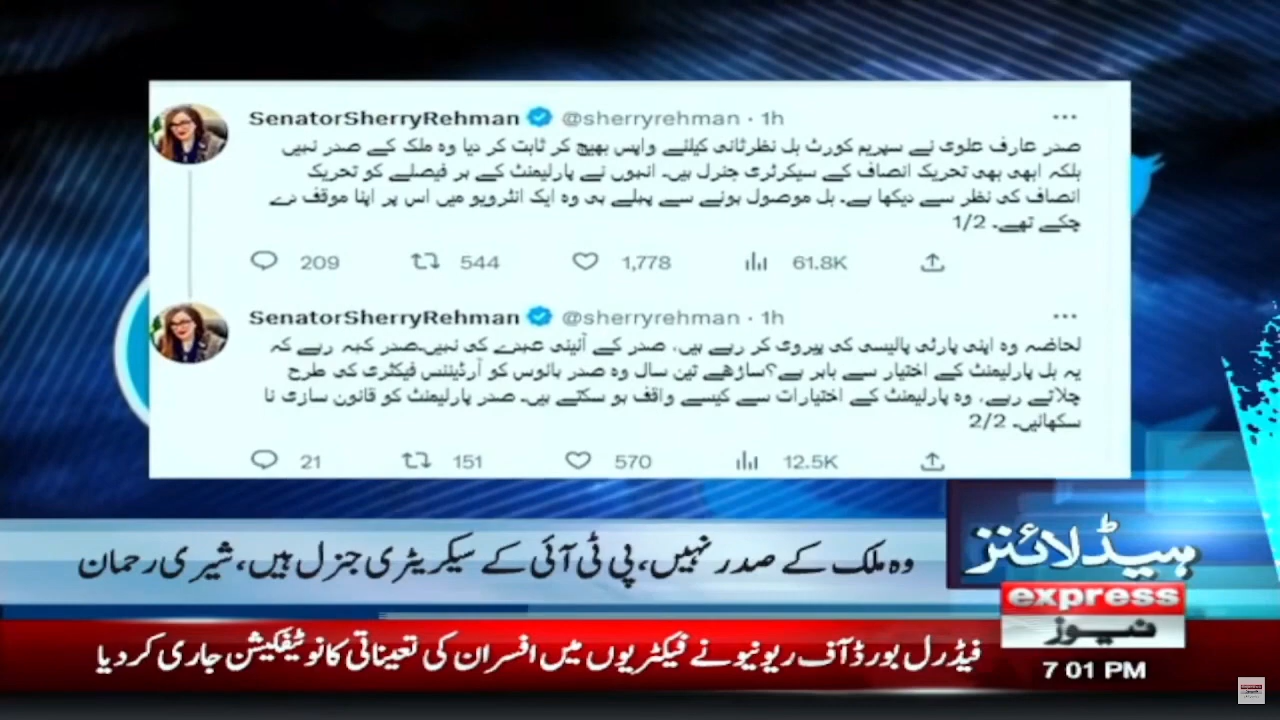 SenatorSherryRehman @sherryrehman · 1h
صدر عارف علوی نے سپریم کورٹ بل نظرثانی کیلئے واپس بھیج کر ثابت کر دیا وہ ملک کے صدر نہیں
بلکہ ابھی بھی تحریک انصاف کے سیکرٹری جنرل ہیں۔ انہوں نے پارلیمنٹ کے ہر فیصلے کو تحریک
انصاف کی نظر سے دیکھا ہے۔ بل موصول ہونے سے پہلے ہی وہ ایک انٹرویو میں اس پر اپنا موقف دے
چکے تھے۔ 1/2
209 544 1,778 61.8K
SenatorSherryRehman @sherryrehman · 1h
لحاضہ وہ اپنی پارٹی پالیسی کی پیروی کر رہے ہیں، صدر کے آئینی عہدے کی نہیں۔صدر کہہ رہے کہ
یہ بل پارلیمنٹ کے اختیار سے باہر ہے؟ساڑھے تین سال وہ صدر ہائوس کو آرڈیننس فیکٹری کی طرح
چلاتے رہے، وہ پارلیمنٹ کے اختیارات سے کیسے واقف ہو سکتے ہیں۔ صدر پارلیمنٹ کو قانون سازی نا
سکھائیں۔ 2/2
21 151 570 12.5K
ہیڈلائنز
وہ ملک کے صدر نہیں، پی ٹی آئی کے سیکریٹری جنرل ہیں، شیری رحمان
express
نیوز
فیڈرل بورڈ آف ریونیو نے فیکٹریوں میں افسران کی تعیناتی کا نوٹیفکیشن جاری کر دیا
7 01 PM